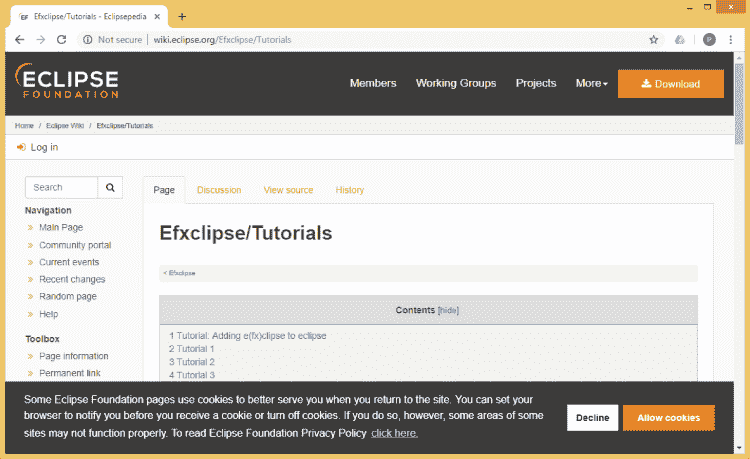 EF Efxclipse/Tutorials - Eclipsepedia
Not secure | wiki.eclipse.org/Efxclipse/Tutorials
P
ECLIPSE
FOUNDATION
Members Working Groups Projects More Download
Home / Eclipse Wiki / Efxclipse/Tutorials
Log in
Search
Page Discussion View source History
Navigation
Main Page
Community portal
Current events
Recent changes
Random page
Help
Toolbox
Page information
Permanent link
Efxclipse/Tutorials
< Efxclipse
Contents [hide]
1 Tutorial: Adding e(fx)clipse to eclipse
2 Tutorial 1
3 Tutorial 2
4 Tutorial 3
Some Eclipse Foundation pages use cookies to better serve you when you return to the site. You can set your
browser to notify you before you receive a cookie or turn off cookies. If you do so, however, some areas of some
sites may not function properly. To read Eclipse Foundation Privacy Policy click here.
Decline
Allow cookies